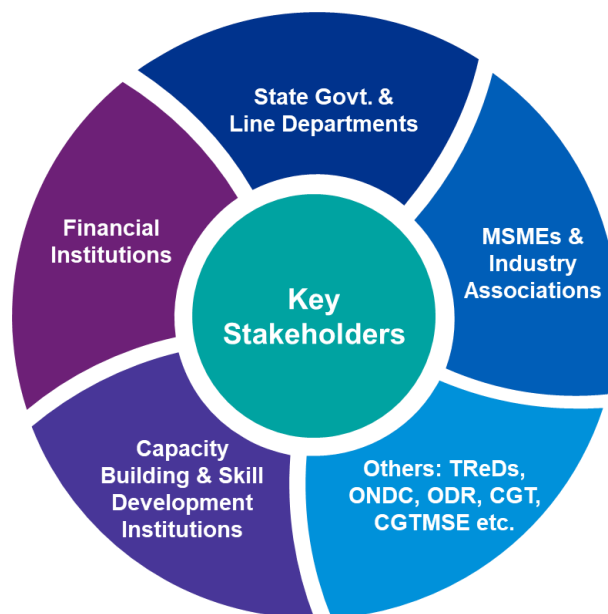 State Govt. &
Line Departments
MSMEs &
Industry
Associations
Others: TReDs,
ONDC, ODR, CGT,
CGTMSE etc.
Capacity
Building & Skill
Development
Institutions
Financial
Institutions
Key
Stakeholders